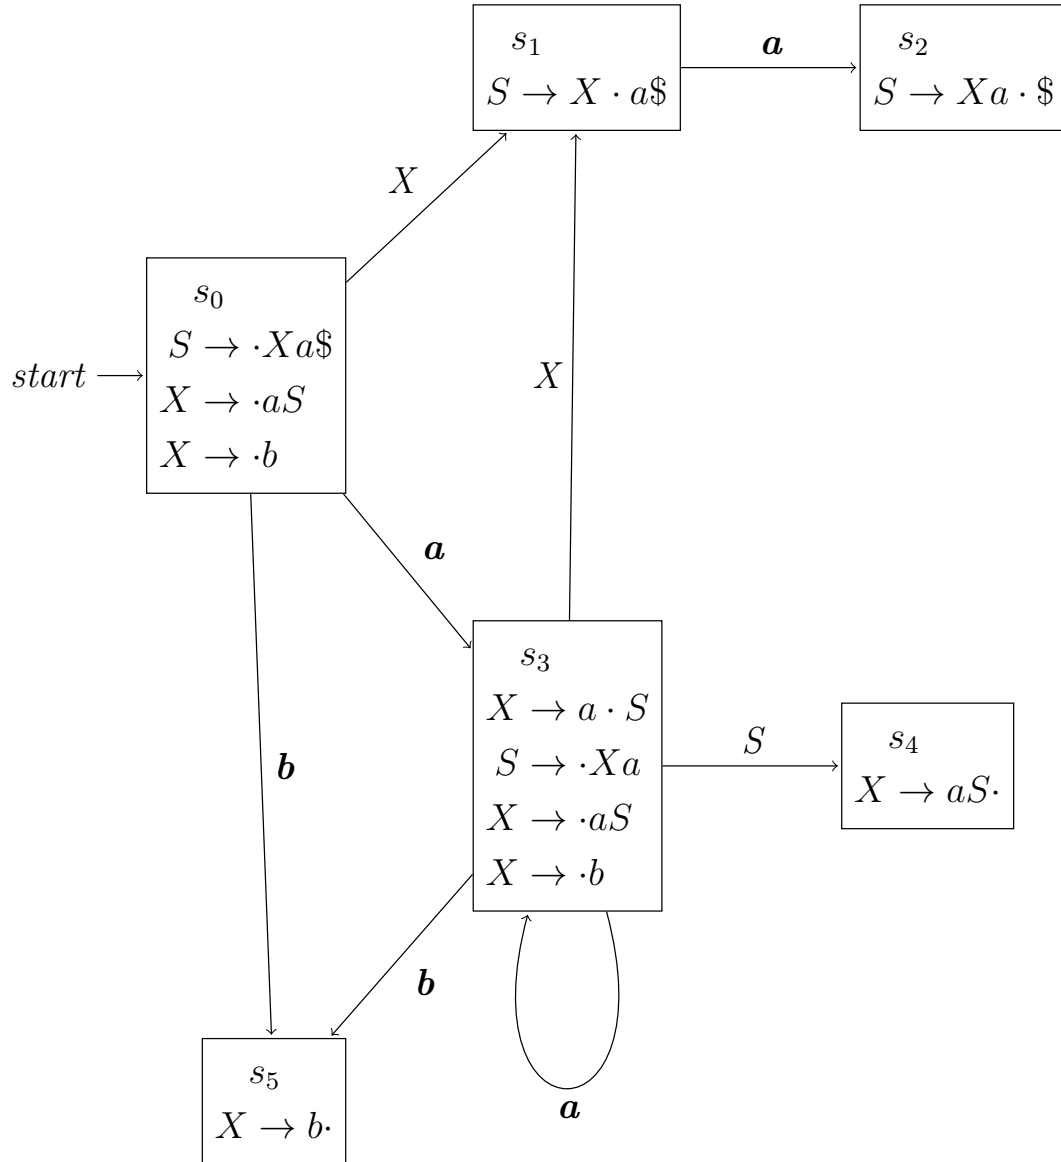 s₁
S → X · a$
a
s₂
S → Xa · $
X
s₀
S → ·Xa$
X → ·aS
X → ·b
start
X
a
s₃
X → a · S
S → ·Xa
X → ·aS
X → ·b
S
s₄
X → aS·
b
b
s₅
X → b·
a